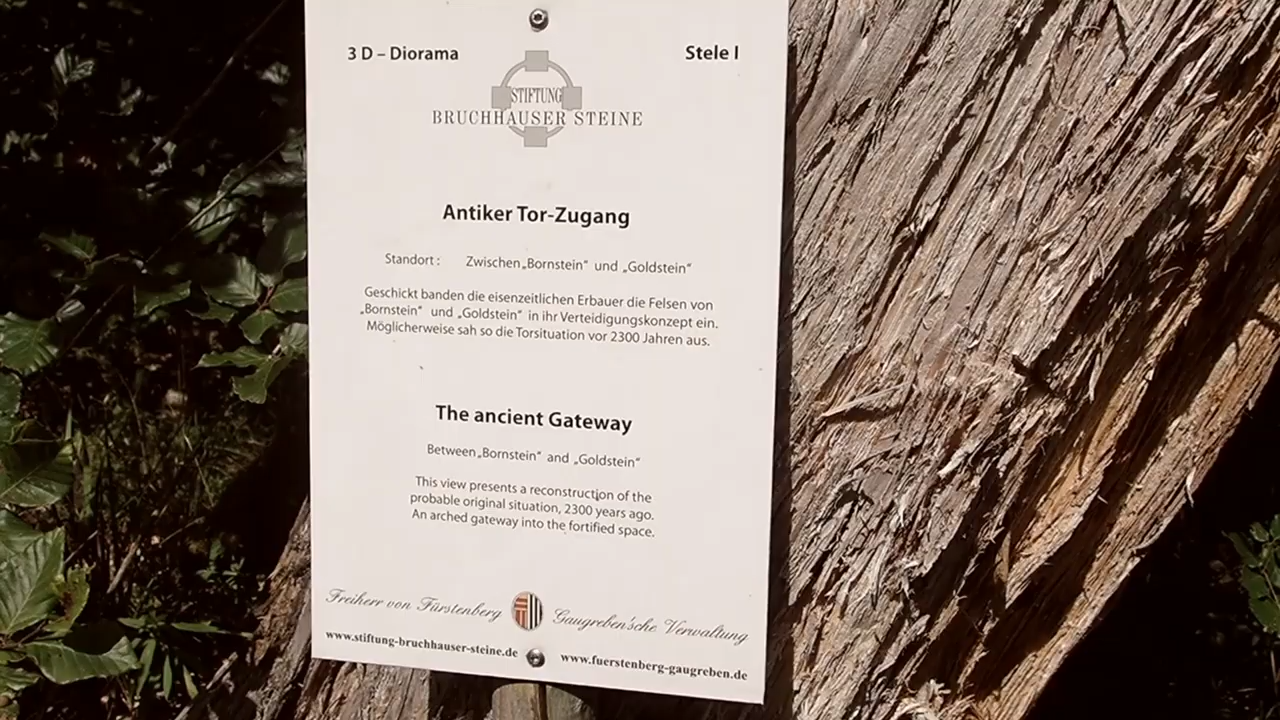 3 D – Diorama
Stele I
STIFTUNG
BRUCHHAUSER STEINE
Antiker Tor-Zugang
Standort : Zwischen „Bornstein“ und „Goldstein“
Geschickt banden die eisenzeitlichen Erbauer die Felsen von
„Bornstein“ und „Goldstein“ in ihr Verteidigungskonzept ein.
Möglicherweise sah so die Torsituation vor 2300 Jahren aus.
The ancient Gateway
Between „Bornstein“ and „Goldstein“
This view presents a reconstruction of the
probable original situation, 2300 years ago.
An arched gateway into the fortified space.
Freiherr von Fürstenberg Gaugreben'sche Verwaltung
www.stiftung-bruchhauser-steine.de www.fuerstenberg-gaugreben.de